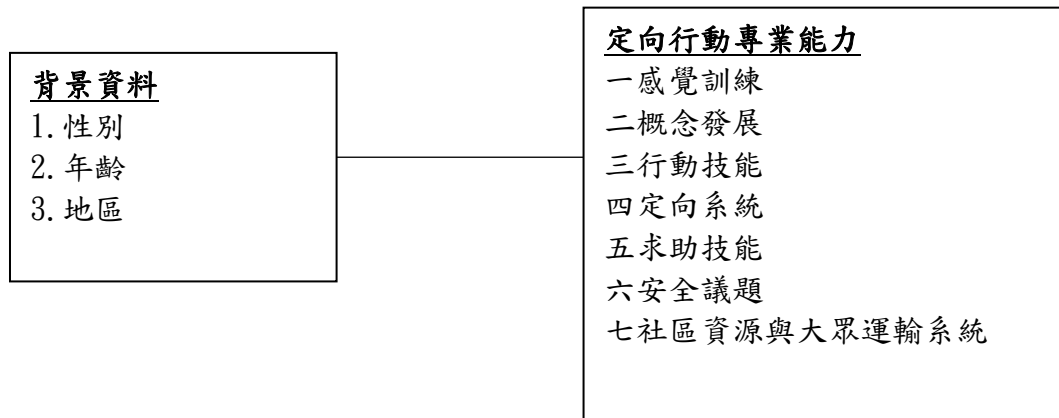 背景資料
1.性別
2.年齡
3.地區
定向行動專業能力
一感覺訓練
二概念發展
三行動技能
四定向系統
五求助技能
六安全議題
七社區資源與大眾運輸系統